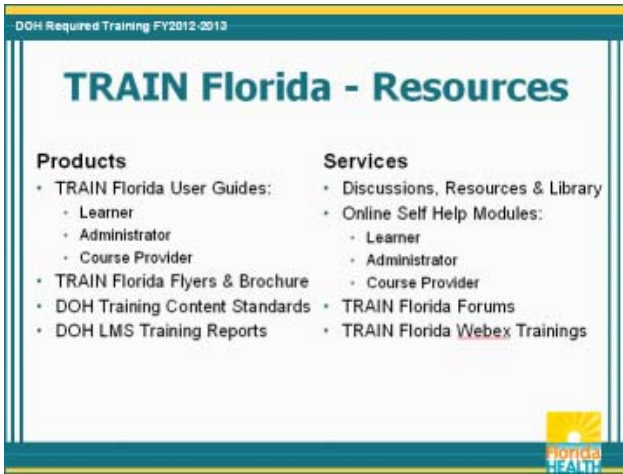 DOH Required Training FY2012-2013
TRAIN Florida - Resources
Products
• TRAIN Florida User Guides:
• Learner
• Administrator
• Course Provider
• TRAIN Florida Flyers & Brochure
• DOH Training Content Standards
• DOH LMS Training Reports
Services
• Discussions, Resources & Library
• Online Self Help Modules:
• Learner
• Administrator
• Course Provider
• TRAIN Florida Forums
• TRAIN Florida Webex Trainings
Florida
HEALTH